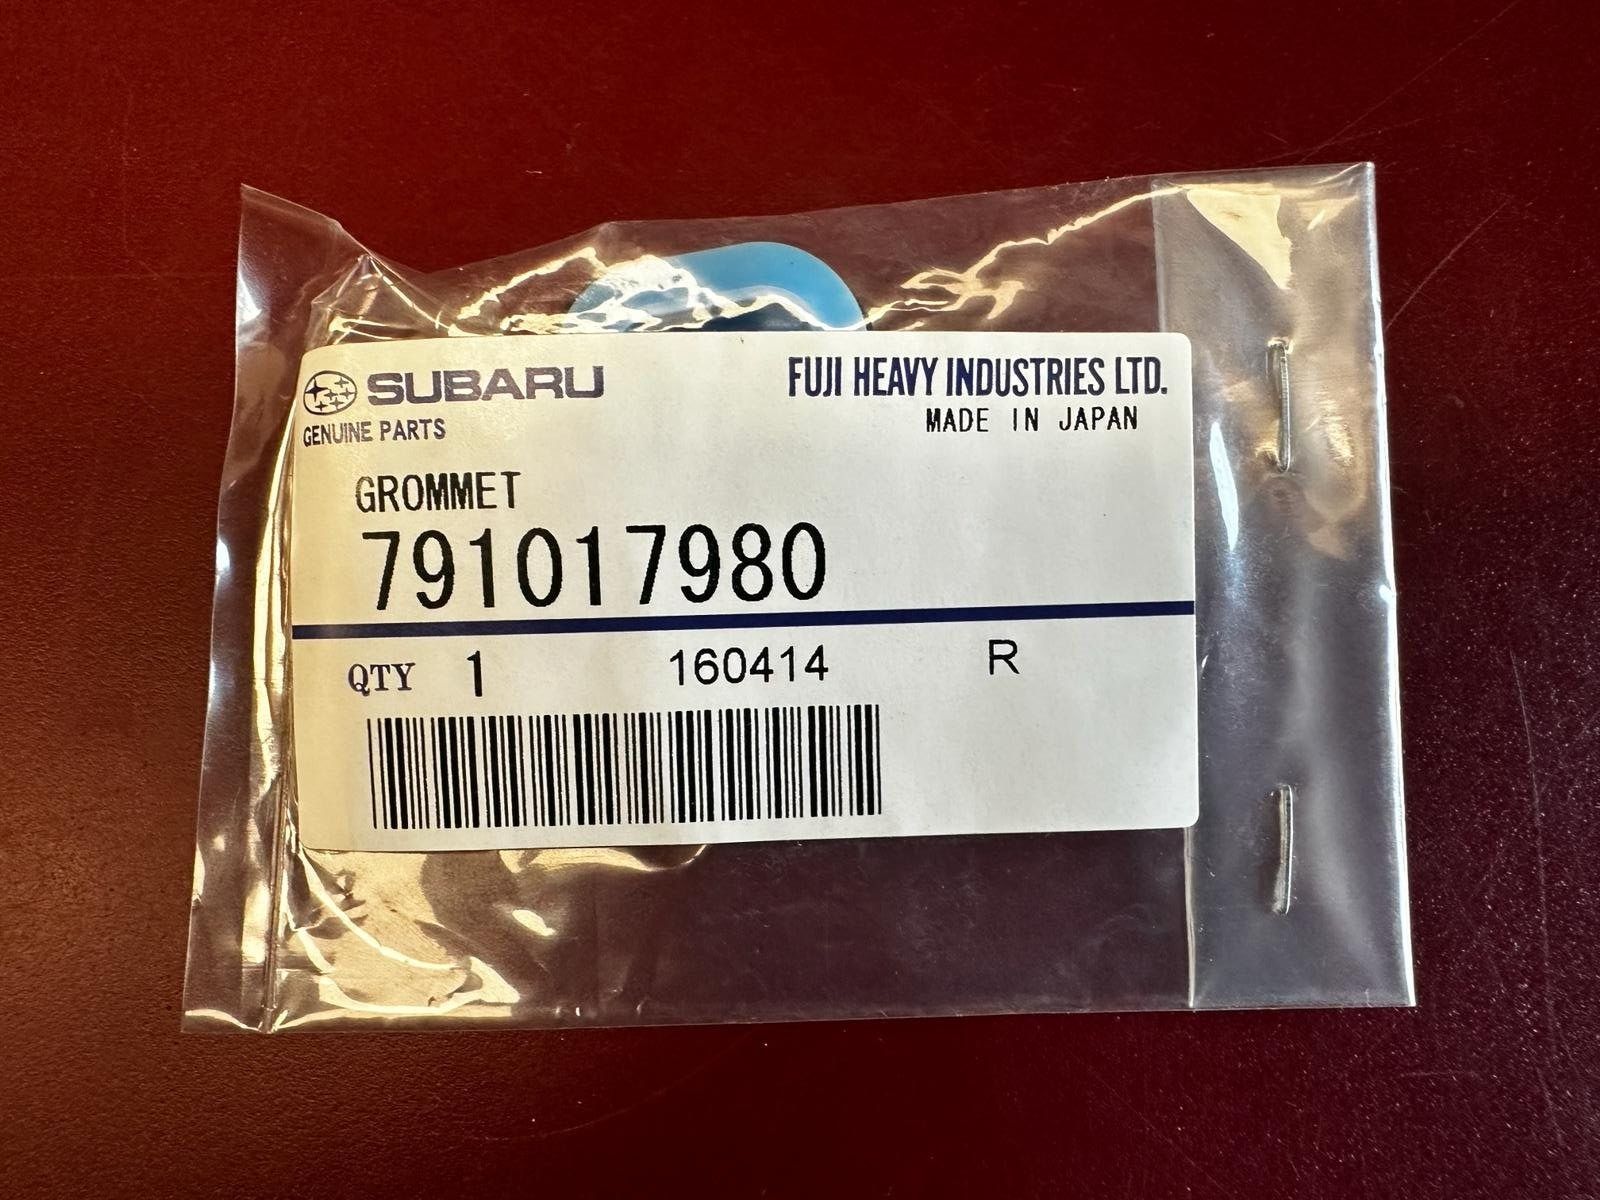 SUBARU
GENUINE PARTS
FUJI HEAVY INDUSTRIES LTD.
MADE IN JAPAN
GROMMET
791017980
QTY 1 160414 R